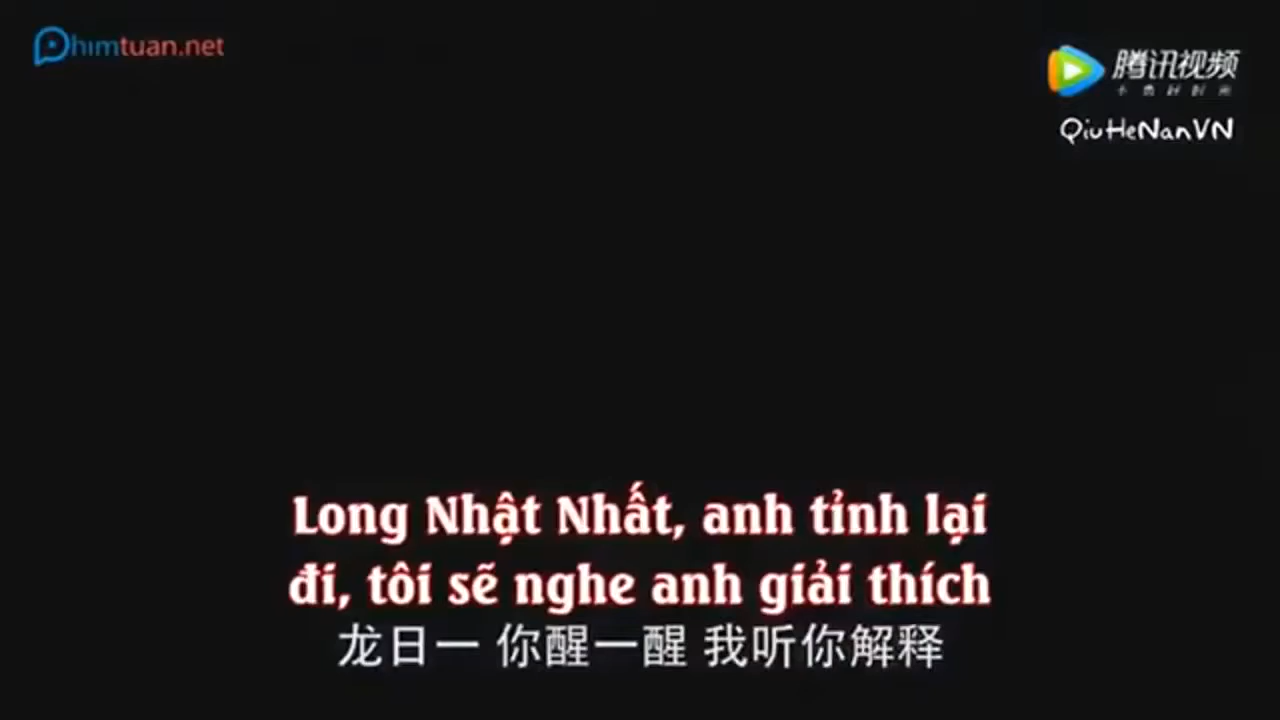 Phimtuan.net
腾讯视频
QiuHeNanVN
Long Nhật Nhất, anh tỉnh lại
đi, tôi sẽ nghe anh giải thích
龙日一 你醒一醒 我听你解释